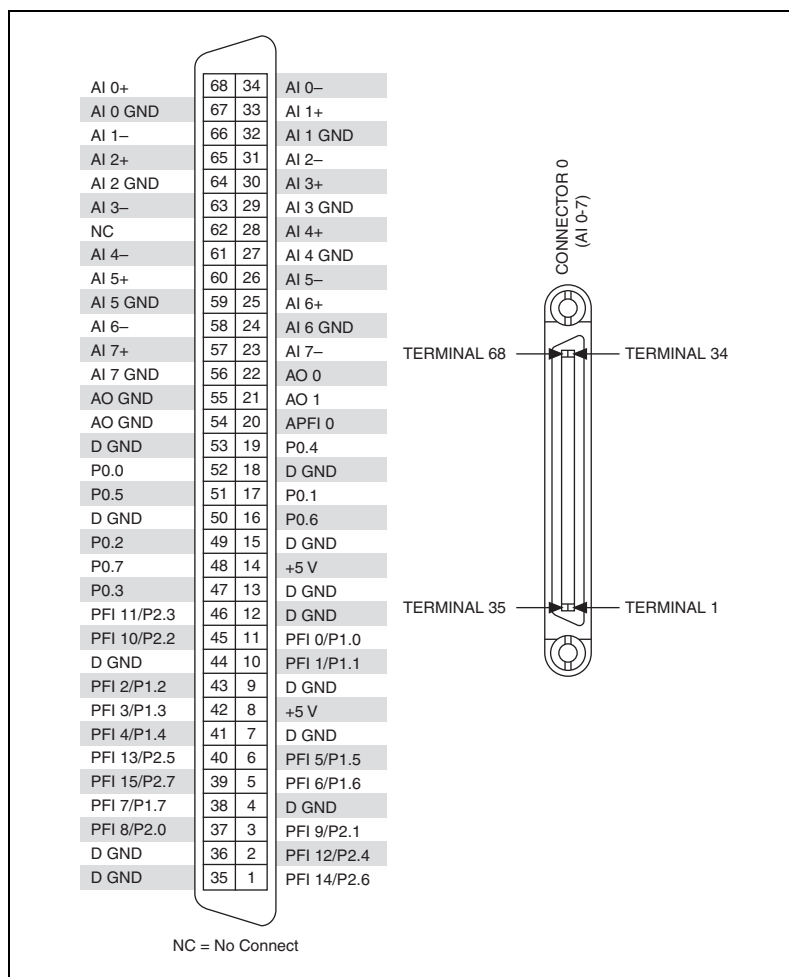 AI 0+ 68 34 AI 0–
AI 0 GND 67 33 AI 1+
AI 1– 66 32 AI 1 GND
AI 2+ 65 31 AI 2–
AI 2 GND 64 30 AI 3+
AI 3– 63 29 AI 3 GND
NC 62 28 AI 4+
AI 4– 61 27 AI 4 GND
AI 5+ 60 26 AI 5–
AI 5 GND 59 25 AI 6+
AI 6– 58 24 AI 6 GND
AI 7+ 57 23 AI 7–
AI 7 GND 56 22 AO 0
AO GND 55 21 AO 1
AO GND 54 20 APFI 0
D GND 53 19 P0.4
P0.0 52 18 D GND
P0.5 51 17 P0.1
D GND 50 16 P0.6
P0.2 49 15 D GND
P0.7 48 14 +5 V
P0.3 47 13 D GND
PFI 11/P2.3 46 12 D GND
PFI 10/P2.2 45 11 PFI 0/P1.0
D GND 44 10 PFI 1/P1.1
PFI 2/P1.2 43 9 D GND
PFI 3/P1.3 42 8 +5 V
PFI 4/P1.4 41 7 D GND
PFI 13/P2.5 40 6 PFI 5/P1.5
PFI 15/P2.7 39 5 PFI 6/P1.6
PFI 7/P1.7 38 4 D GND
PFI 8/P2.0 37 3 PFI 9/P2.1
D GND 36 2 PFI 12/P2.4
D GND 35 1 PFI 14/P2.6
NC = No Connect
CONNECTOR 0
(AI 0-7)
TERMINAL 68
TERMINAL 34
TERMINAL 35
TERMINAL 1